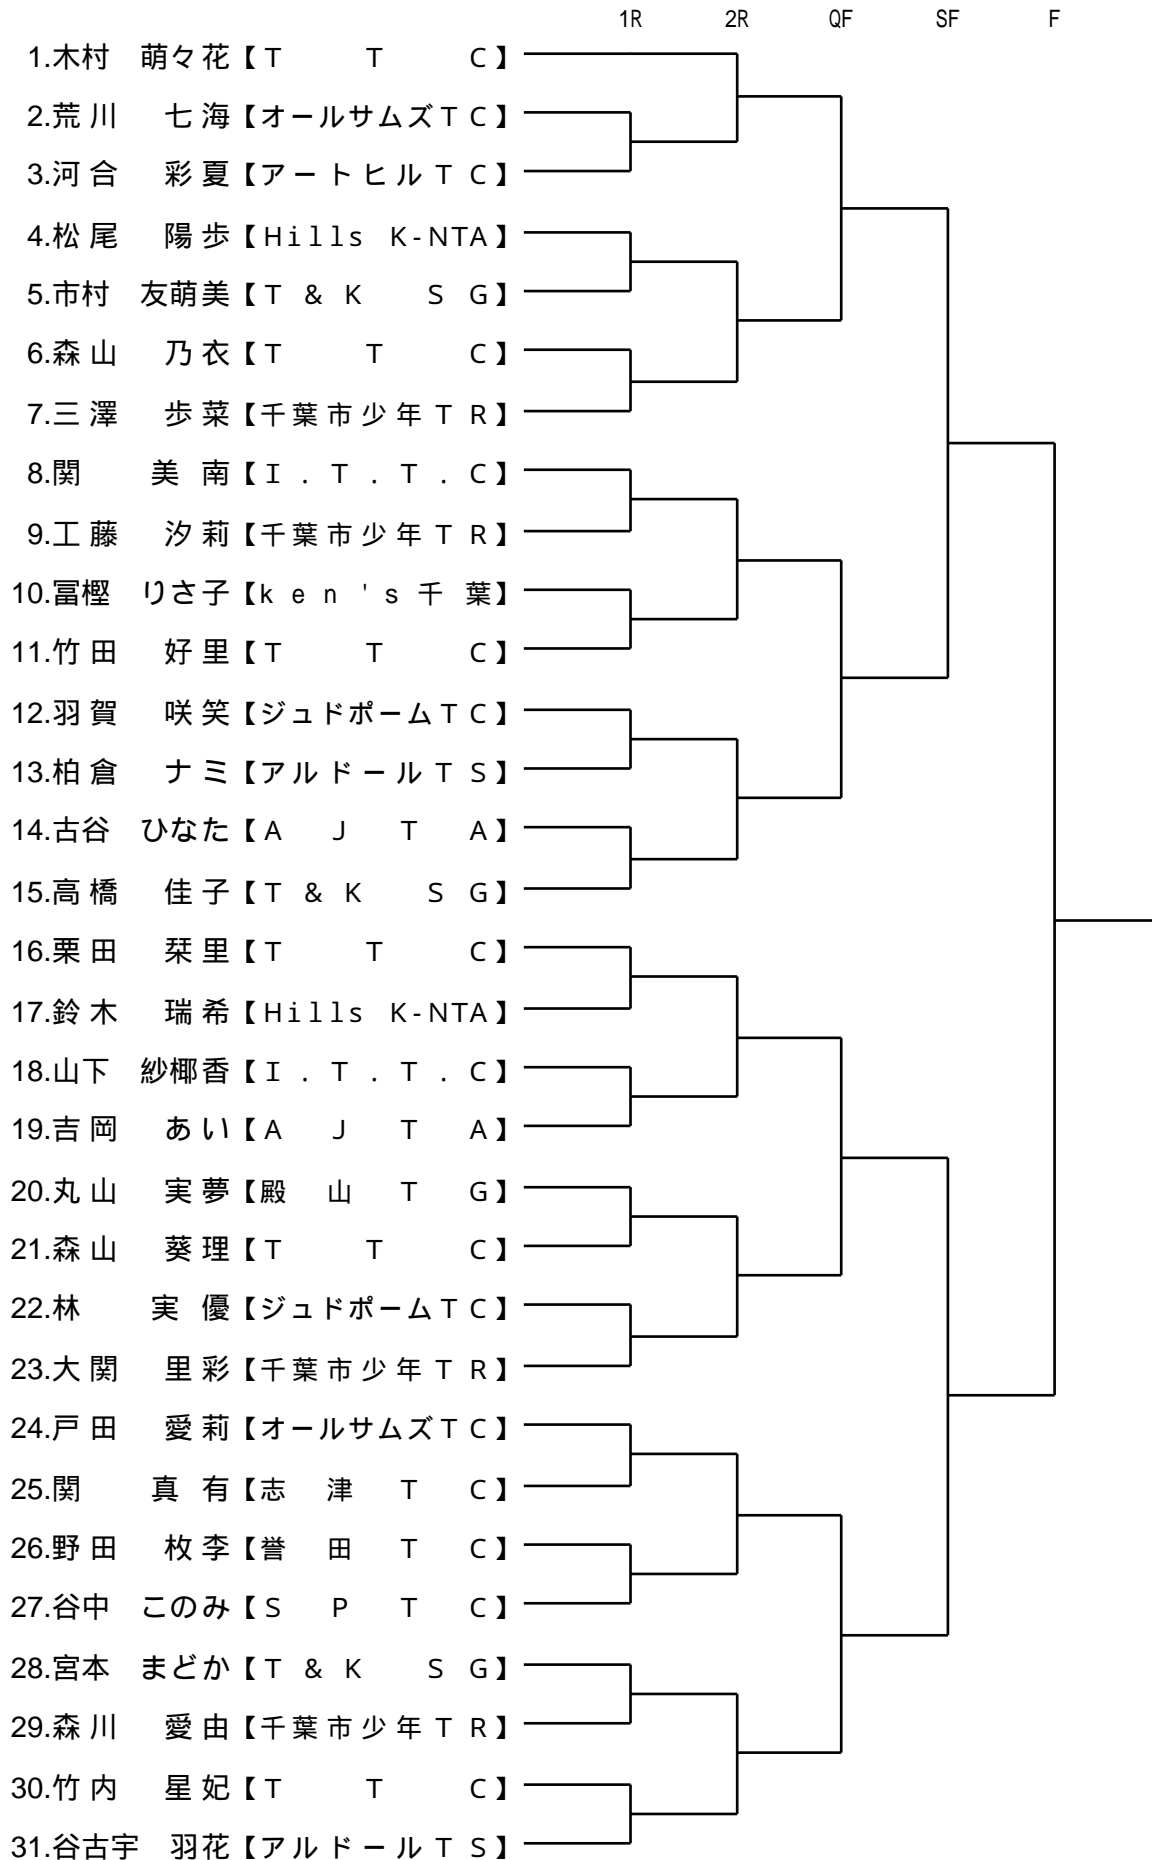 1R 2R QF SF F
1.木村 萌々花【T T C】
2.荒川 七海【オールサムズTC】
3.河合 彩夏【アートヒルTC】
4.松尾 陽歩【Hills K-NTA】
5.市村 友萌美【T&K SG】
6.森山 乃衣【T T C】
7.三澤 歩菜【千葉市少年TR】
8.関 美南【I.T.T.C】
9.工藤 汐莉【千葉市少年TR】
10.冨樫 りさ子【ken's千葉】
11.竹田 好里【T T C】
12.羽賀 咲笑【ジュドポームTC】
13.柏倉 ナミ【アルドールTS】
14.古谷 ひなた【A J T A】
15.高橋 佳子【T&K SG】
16.栗田 栞里【T T C】
17.鈴木 瑞希【Hills K-NTA】
18.山下 紗椰香【I.T.T.C】
19.吉岡 あい【A J T A】
20.丸山 実夢【殿山TG】
21.森山 葵理【T T C】
22.林 実優【ジュドポームTC】
23.大関 里彩【千葉市少年TR】
24.戸田 愛莉【オールサムズTC】
25.関 真有【志津TC】
26.野田 枚李【誉田TC】
27.谷中 このみ【S P T C】
28.宮本 まどか【T&K SG】
29.森川 愛由【千葉市少年TR】
30.竹内 星妃【T T C】
31.谷古宇 羽花【アルドールTS】